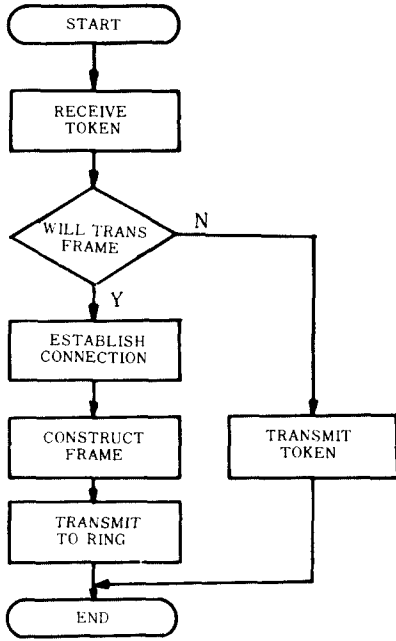 START
RECEIVE
TOKEN
WILL TRANS
FRAME
N
Y
ESTABLISH
CONNECTION
CONSTRUCT
FRAME
TRANSMIT
TOKEN
TRANSMIT
TO RING
END